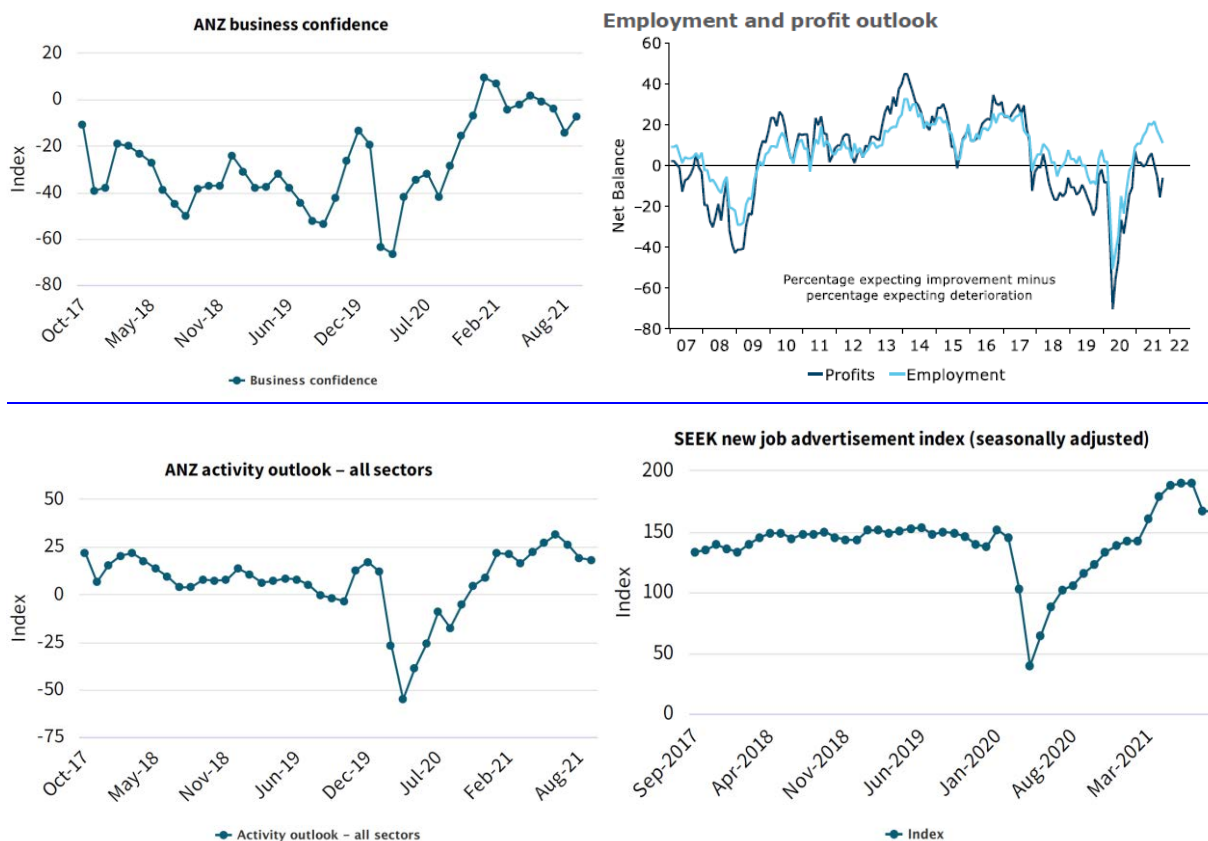 ANZ business confidence
20
0
-20
-40
-60
-80
Index
Oct-17
May-18
Nov-18
Jun-19
Dec-19
Jul-20
Feb-21
Aug-21
Business confidence
Employment and profit outlook
60
40
20
0
−20
−40
−60
−80
Net Balance
Percentage expecting improvement minus
percentage expecting deterioration
07 08 09 10 11 12 13 14 15 16 17 18 19 20 21 22
Profits Employment
ANZ activity outlook – all sectors
50
25
0
-25
-50
-75
Index
Oct-17
May-18
Nov-18
Jun-19
Dec-19
Jul-20
Feb-21
Aug-21
Activity outlook – all sectors
SEEK new job advertisement index (seasonally adjusted)
200
150
100
50
0
Index
Sep-2017
Apr-2018
Nov-2018
Jun-2019
Jan-2020
Aug-2020
Mar-2021
Index